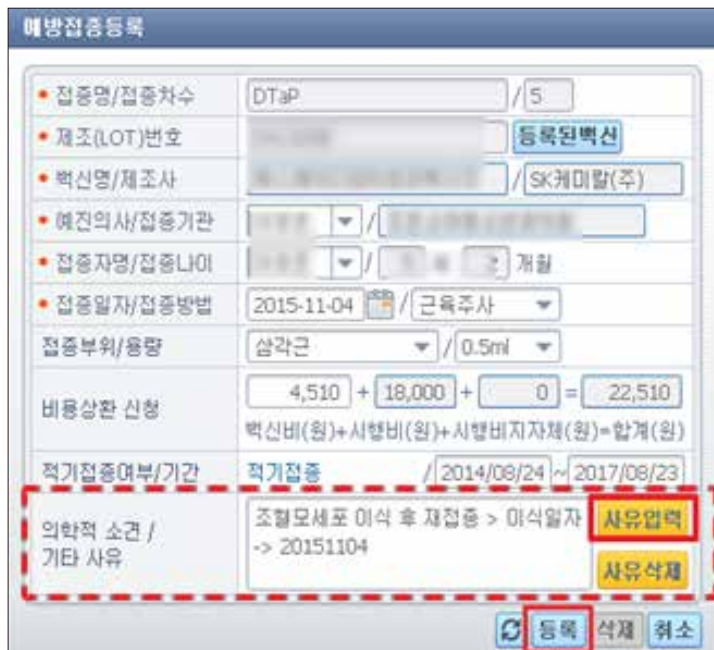 예방접종등록
• 접종명/접종차수 DTaP / 5
• 제조(LOT)번호 등록된백신
• 백신명/제조사 / SK케미칼(주)
• 예진의사/접종기관 /
• 접종자명/접종나이 / 2 개월
• 접종일자/접종방법 2015-11-04 / 근육주사
접종부위/용량 삼각근 / 0.5ml
비용상환 신청 4,510 + 18,000 + 0 = 22,510
백신비(원)+시행비(원)+시행비지자체(원)=합계(원)
적기접종여부/기간 적기접종 / 2014/08/24 ~ 2017/08/23
의학적 소견 /
기타 사유
조혈모세포 이식 후 재접종 > 이식일자
-> 20151104
사유입력
사유삭제
등록 삭제 취소